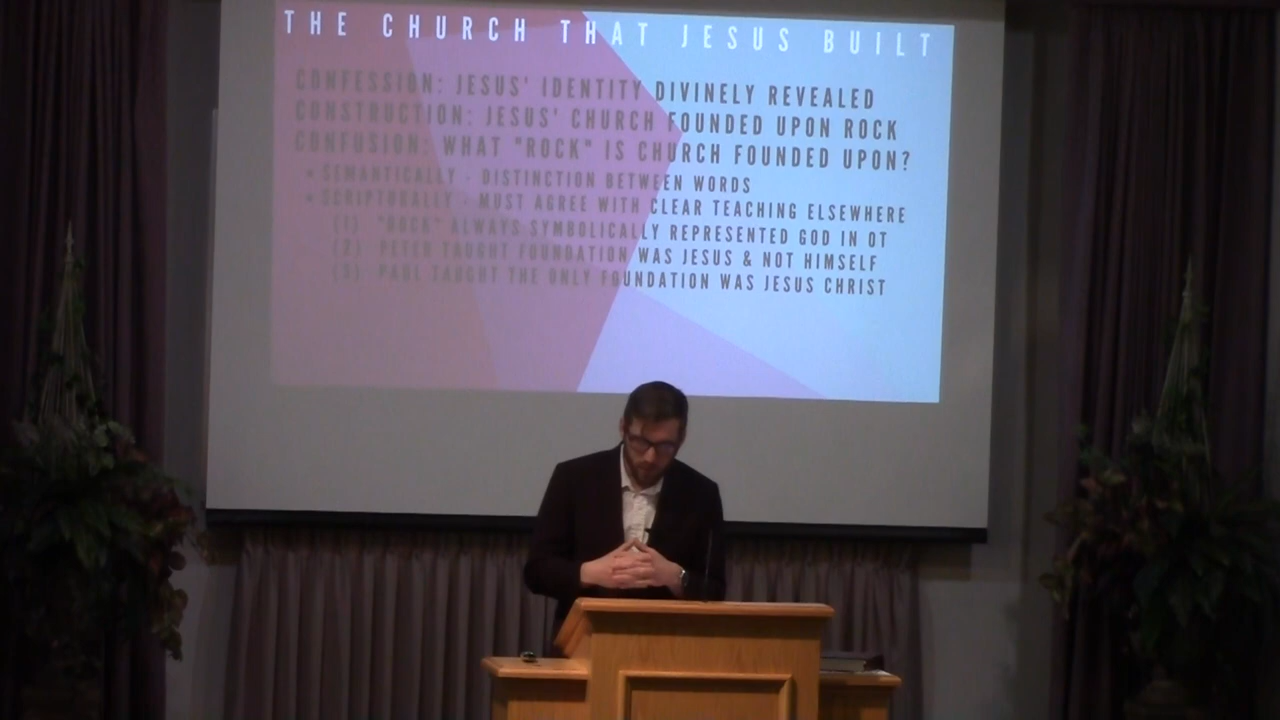 THE CHURCH THAT JESUS BUILT
CONFESSION: JESUS' IDENTITY DIVINELY REVEALED
CONSTRUCTION: JESUS' CHURCH FOUNDED UPON ROCK
CONFUSION: WHAT "ROCK" IS CHURCH FOUNDED UPON?
• SEMANTICALLY - DISTINCTION BETWEEN WORDS
• SCRIPTURALLY - MUST AGREE WITH CLEAR TEACHING ELSEWHERE
(1) "ROCK" ALWAYS SYMBOLICALLY REPRESENTED GOD IN OT
(2) PETER TAUGHT FOUNDATION WAS JESUS & NOT HIMSELF
(3) PAUL TAUGHT THE ONLY FOUNDATION WAS JESUS CHRIST